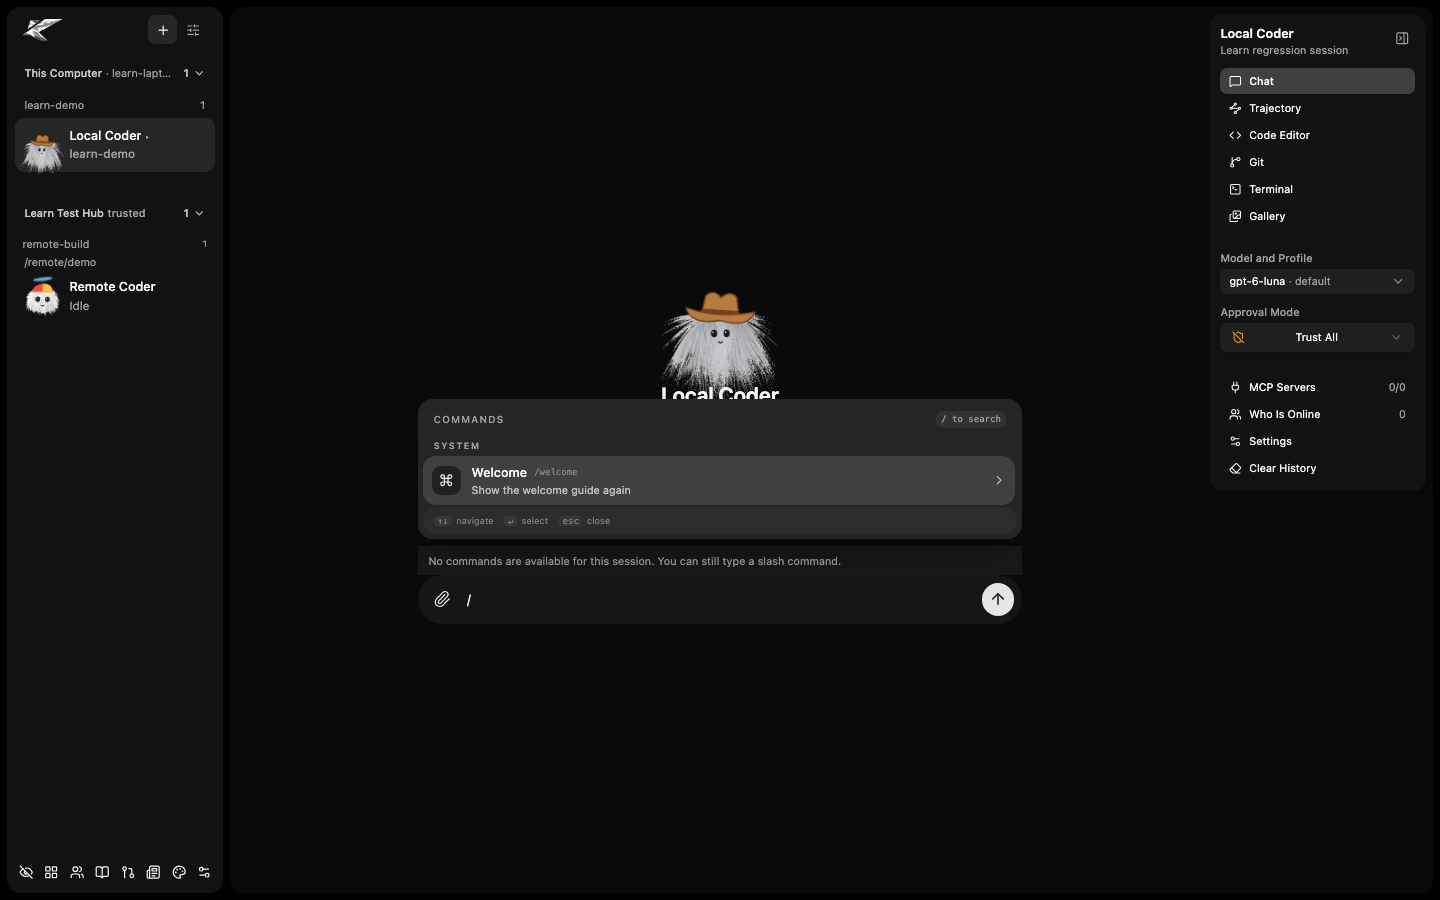 This Computer · learn-lapt... 1
learn-demo 1
Local Coder
learn-demo
Learn Test Hub trusted 1
remote-build 1
/remote/demo
Remote Coder
Idle
Local Coder
COMMANDS / to search
SYSTEM
Welcome /welcome
Show the welcome guide again
↑↓ navigate ↵ select esc close
No commands are available for this session. You can still type a slash command.
/
Local Coder
Learn regression session
Chat
Trajectory
Code Editor
Git
Terminal
Gallery
Model and Profile
gpt-6-luna · default
Approval Mode
Trust All
MCP Servers 0/0
Who Is Online 0
Settings
Clear History